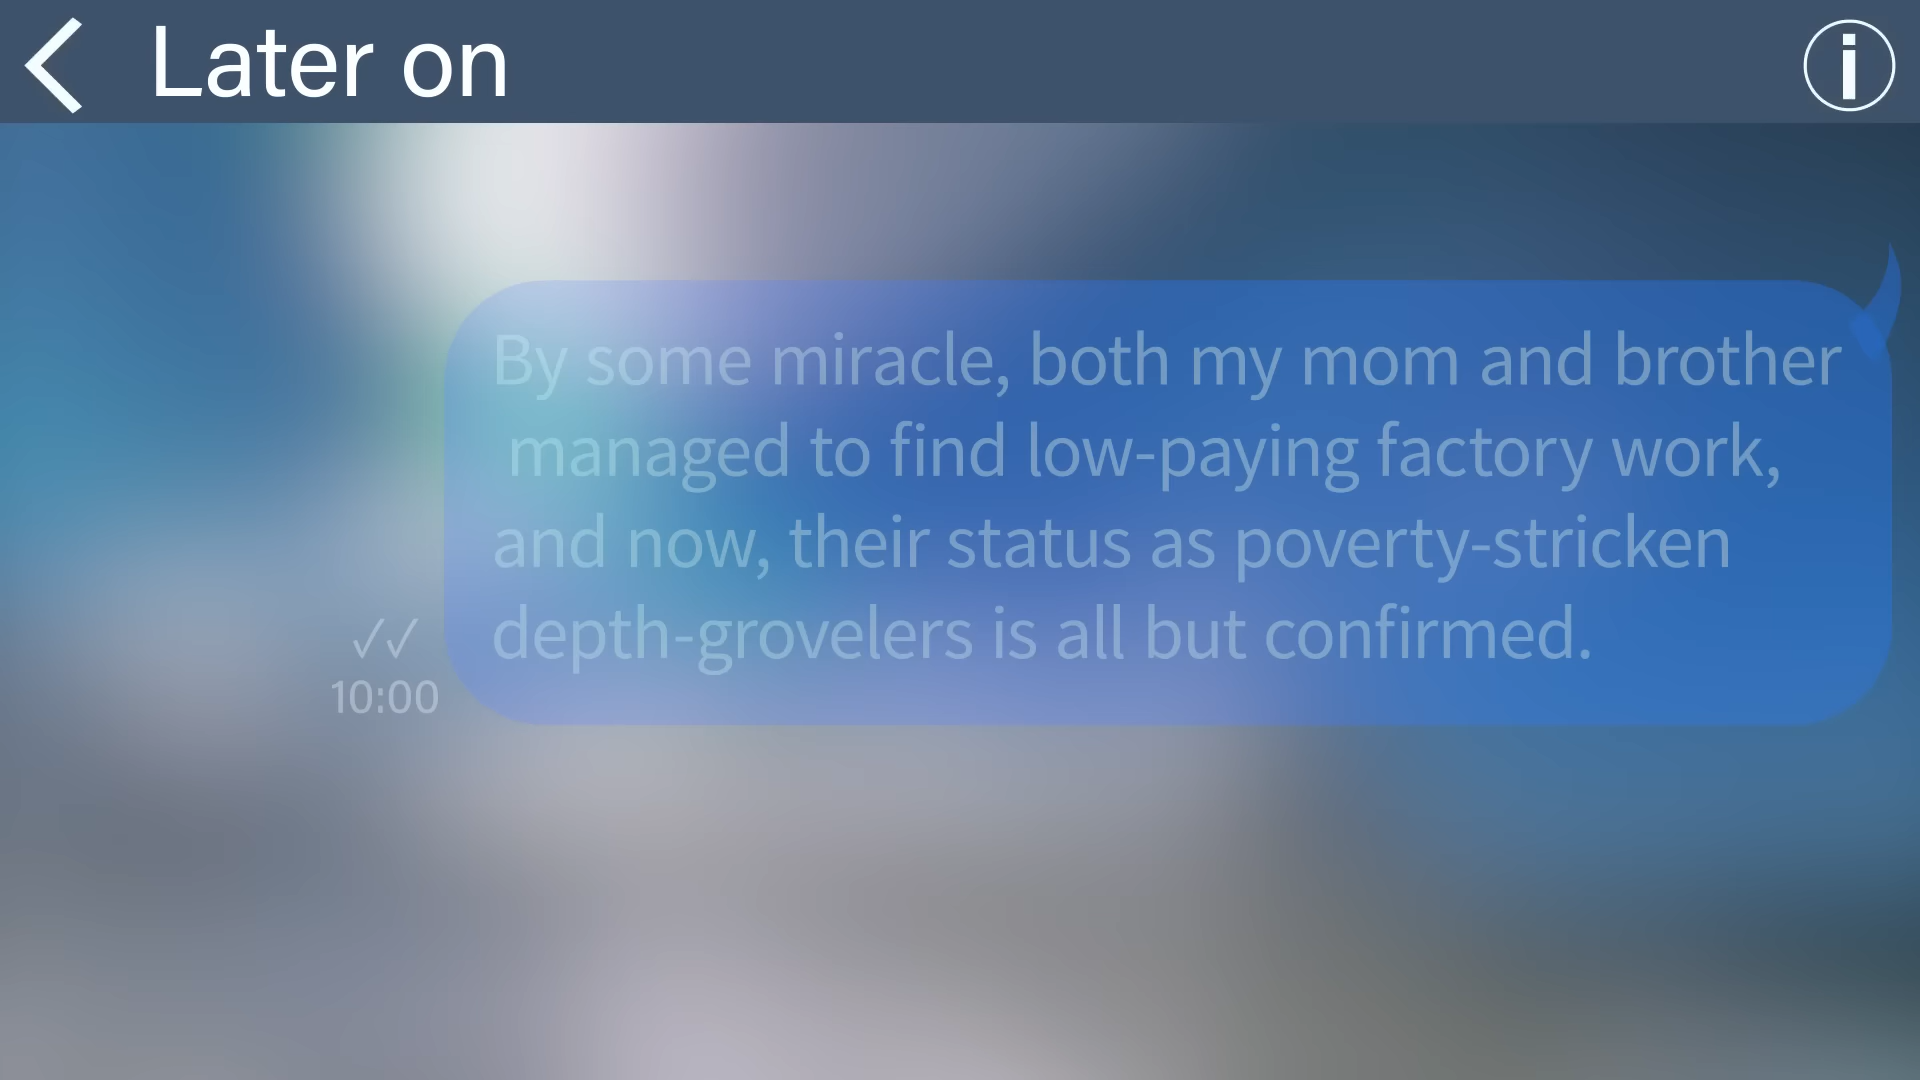 Later on
By some miracle, both my mom and brother
managed to find low-paying factory work,
and now, their status as poverty-stricken
depth-grovelers is all but confirmed.
✓✓
10:00